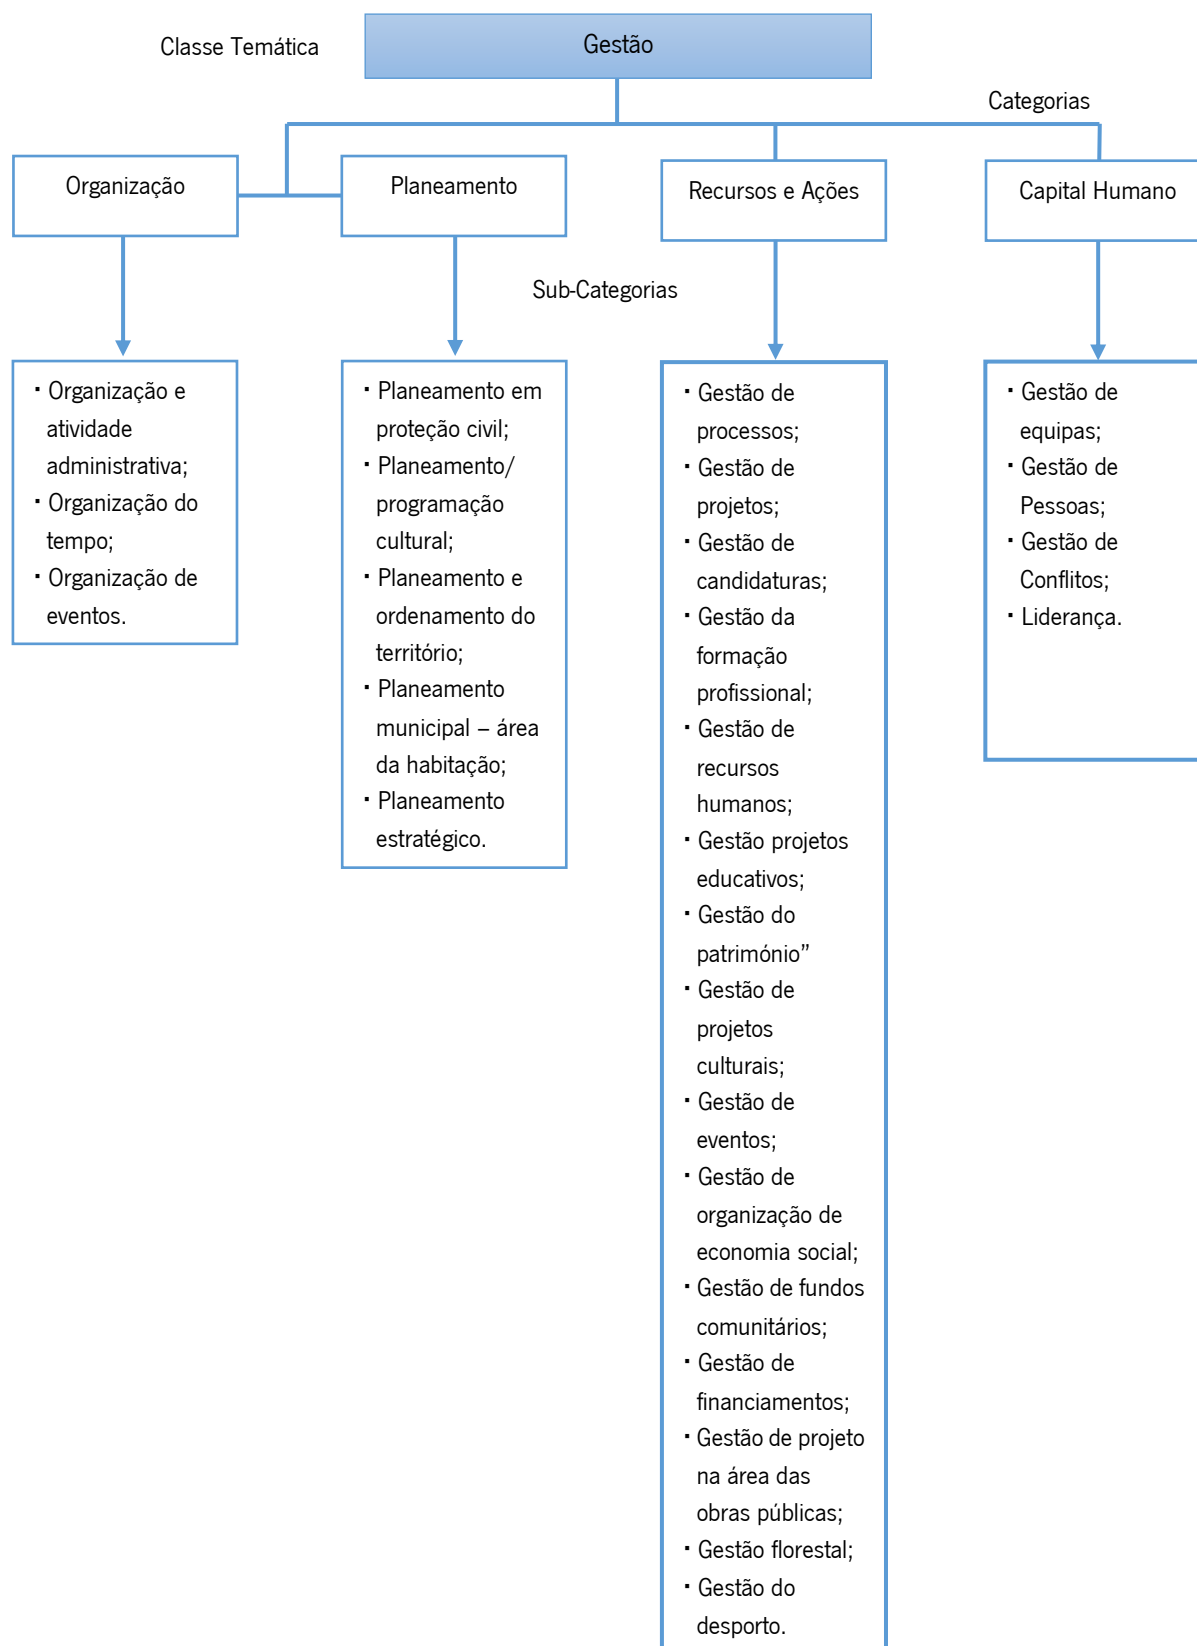 Classe Temática
Gestão
Categorias
Organização
Planeamento
Recursos e Ações
Capital Humano
Sub-Categorias
▪ Organização e
atividade
administrativa;
▪ Organização do
tempo;
▪ Organização de
eventos.
▪ Planeamento em
proteção civil;
▪ Planeamento/
programação
cultural;
▪ Planeamento e
ordenamento do
território;
▪ Planeamento
municipal – área
da habitação;
▪ Planeamento
estratégico.
▪ Gestão de
processos;
▪ Gestão de
projetos;
▪ Gestão de
candidaturas;
▪ Gestão da
formação
profissional;
▪ Gestão de
recursos
humanos;
▪ Gestão projetos
educativos;
▪ Gestão do
património”
▪ Gestão de
projetos
culturais;
▪ Gestão de
eventos;
▪ Gestão de
organização de
economia social;
▪ Gestão de fundos
comunitários;
▪ Gestão de
financiamentos;
▪ Gestão de projeto
na área das
obras públicas;
▪ Gestão florestal;
▪ Gestão do
desporto.
▪ Gestão de
equipas;
▪ Gestão de
Pessoas;
▪ Gestão de
Conflitos;
▪ Liderança.